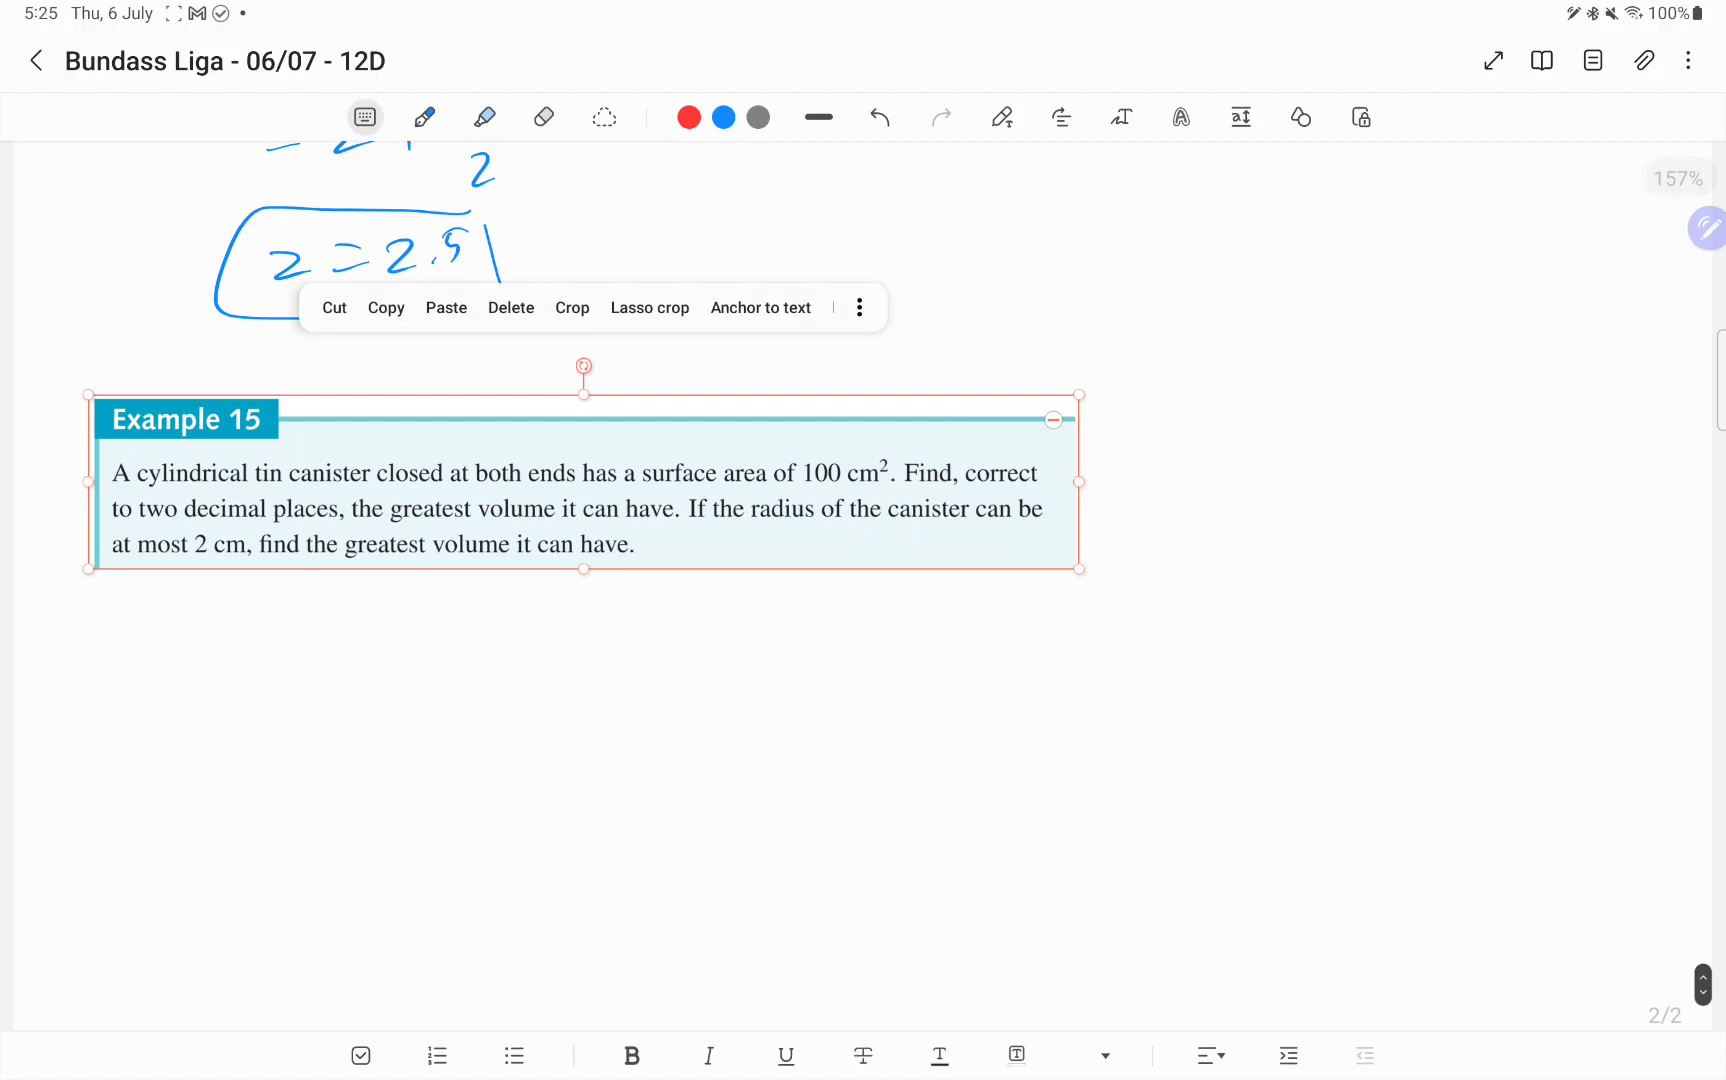 5:25 Thu, 6 July 100%
Bundass Liga - 06/07 - 12D
157%
2
z = 2.5
Cut Copy Paste Delete Crop Lasso crop Anchor to text
Example 15
A cylindrical tin canister closed at both ends has a surface area of 100 cm². Find, correct
to two decimal places, the greatest volume it can have. If the radius of the canister can be
at most 2 cm, find the greatest volume it can have.
2/2
B I U T T T